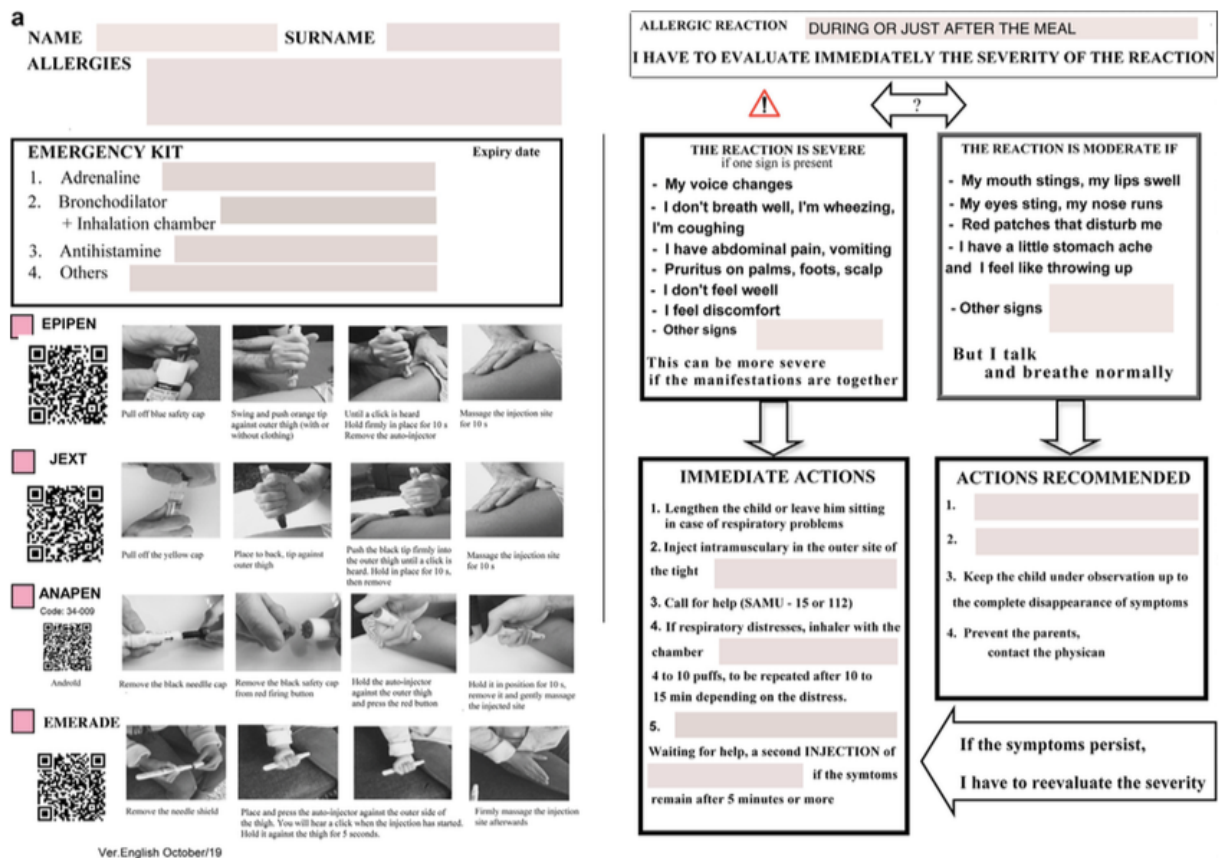 a
NAME SURNAME
ALLERGIES
EMERGENCY KIT Expiry date
1. Adrenaline
2. Bronchodilator
+ Inhalation chamber
3. Antihistamine
4. Others
EPIPEN
Pull off blue safety cap
Swing and push orange tip
against outer thigh (with or
without clothing)
Until a click is heard
Hold firmly in place for 10 s
Remove the auto-injector
Massage the injection site
for 10 s
JEXT
Pull off the yellow cap
Place to back, tip against
outer thigh
Push the black tip firmly into
the outer thigh until a click is
heard. Hold in place for 10 s,
then remove
Massage the injection site
for 10 s
ANAPEN
Code: 34-009
Android
Remove the black needle cap
Remove the black safety cap
from red firing button
Hold the auto-injector
against the outer thigh
and press the red button
Hold it in position for 10 s,
remove it and gently massage
the injected site
EMERADE
Remove the needle shield
Place and press the auto-injector against the outer side of
the thigh. You will hear a click when the injection has started.
Hold it against the thigh for 5 seconds.
Firmly massage the injection
site afterwards
Ver.English October/19
ALLERGIC REACTION DURING OR JUST AFTER THE MEAL
I HAVE TO EVALUATE IMMEDIATELY THE SEVERITY OF THE REACTION
!
?
THE REACTION IS SEVERE
if one sign is present
- My voice changes
- I don't breath well, I'm wheezing,
I'm coughing
- I have abdominal pain, vomiting
- Pruritus on palms, foots, scalp
- I don't feel weell
- I feel discomfort
- Other signs
This can be more severe
if the manifestations are together
THE REACTION IS MODERATE IF
- My mouth stings, my lips swell
- My eyes sting, my nose runs
- Red patches that disturb me
- I have a little stomach ache
and I feel like throwing up
- Other signs
But I talk
and breathe normally
IMMEDIATE ACTIONS
1. Lengthen the child or leave him sitting
in case of respiratory problems
2. Inject intramusculary in the outer site of
the tight
3. Call for help (SAMU - 15 or 112)
4. If respiratory distresses, inhaler with the
chamber
4 to 10 puffs, to be repeated after 10 to
15 min depending on the distress.
5.
Waiting for help, a second INJECTION of
if the symtoms
remain after 5 minutes or more
ACTIONS RECOMMENDED
1.
2.
3. Keep the child under observation up to
the complete disappearance of symptoms
4. Prevent the parents,
contact the physican
If the symptoms persist,
I have to reevaluate the severity